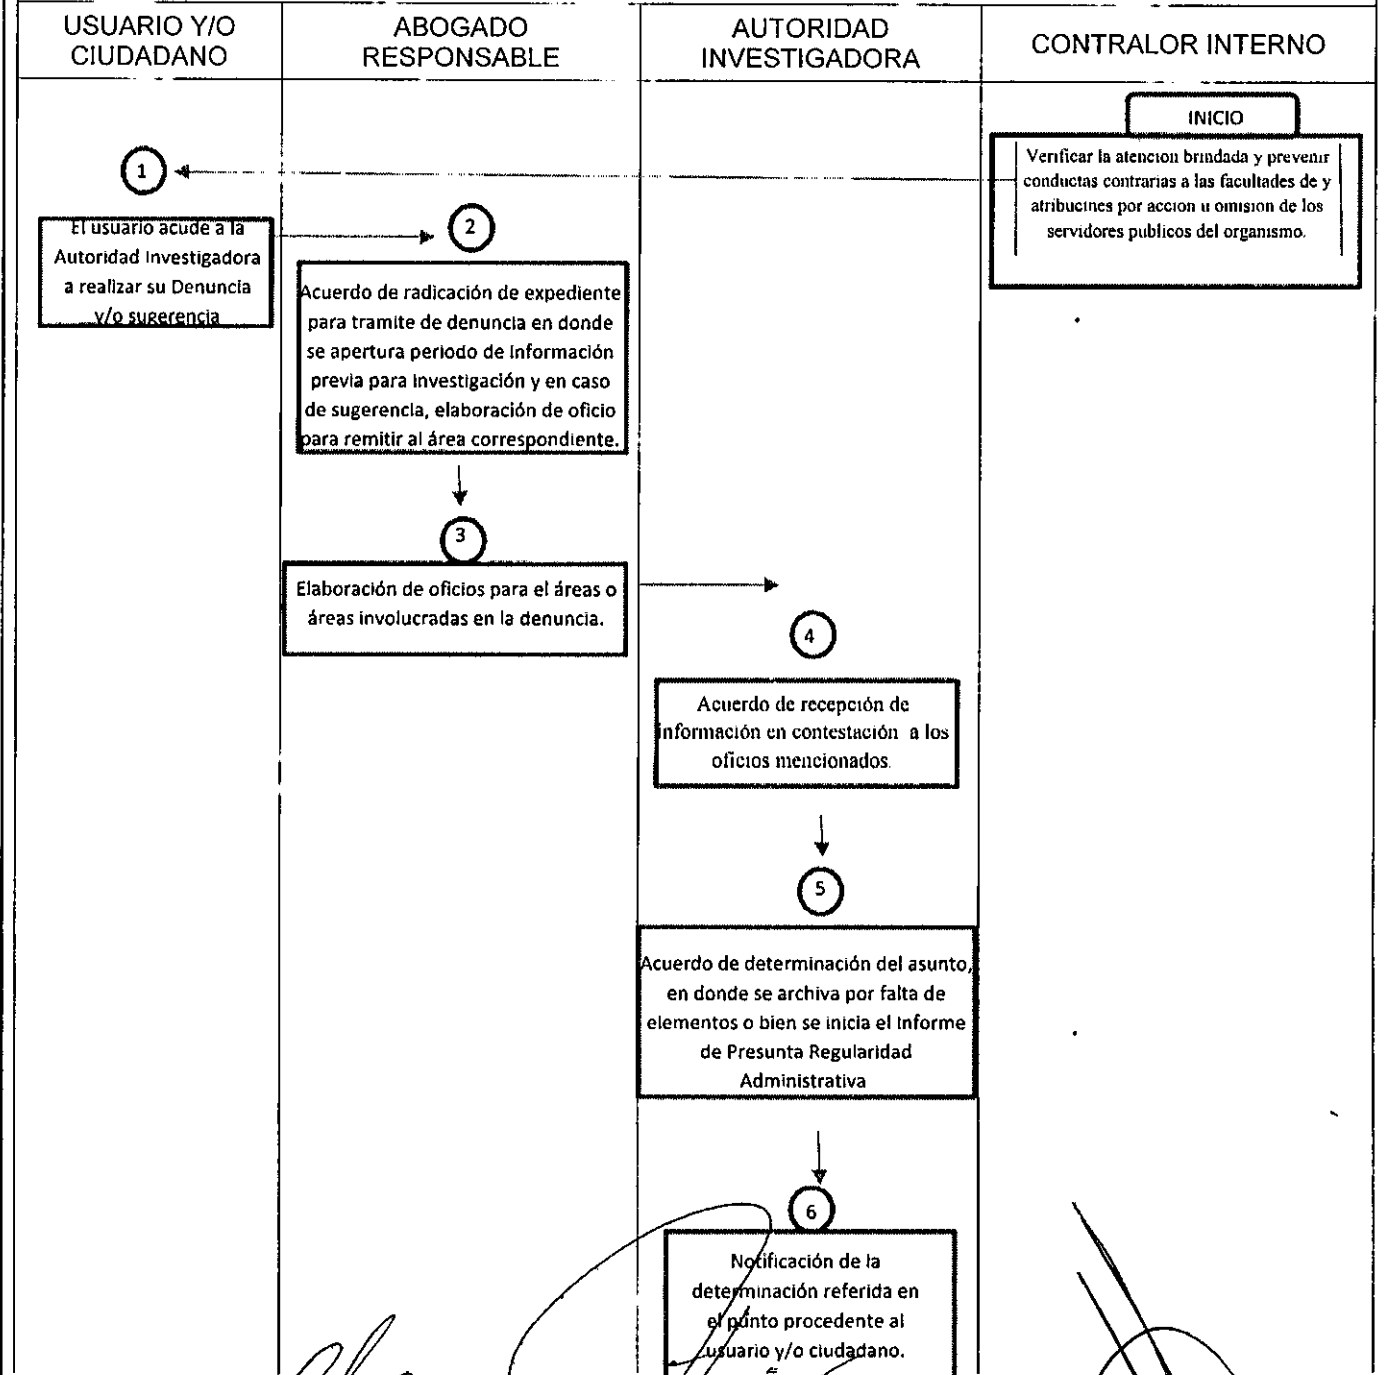 USUARIO Y/O
CIUDADANO
ABOGADO
RESPONSABLE
AUTORIDAD
INVESTIGADORA
CONTRALOR INTERNO
INICIO
Verificar la atencion brindada y prevenir
conductas contrarias a las facultades de y
atribucines por accion u omision de los
servidores publicos del organismo.
1
El usuario acude a la
Autoridad Investigadora
a realizar su Denuncia
y/o sugerencia
2
Acuerdo de radicación de expediente
para tramite de denuncia en donde
se apertura periodo de Información
previa para Investigación y en caso
de sugerencia, elaboración de oficio
para remitir al área correspondiente.
3
Elaboración de oficios para el áreas o
áreas involucradas en la denuncia.
4
Acuerdo de recepción de
información en contestación a los
oficios mencionados.
5
Acuerdo de determinación del asunto,
en donde se archiva por falta de
elementos o bien se inicia el Informe
de Presunta Regularidad
Administrativa
6
Notificación de la
determinación referida en
el punto procedente al
usuario y/o ciudadano.